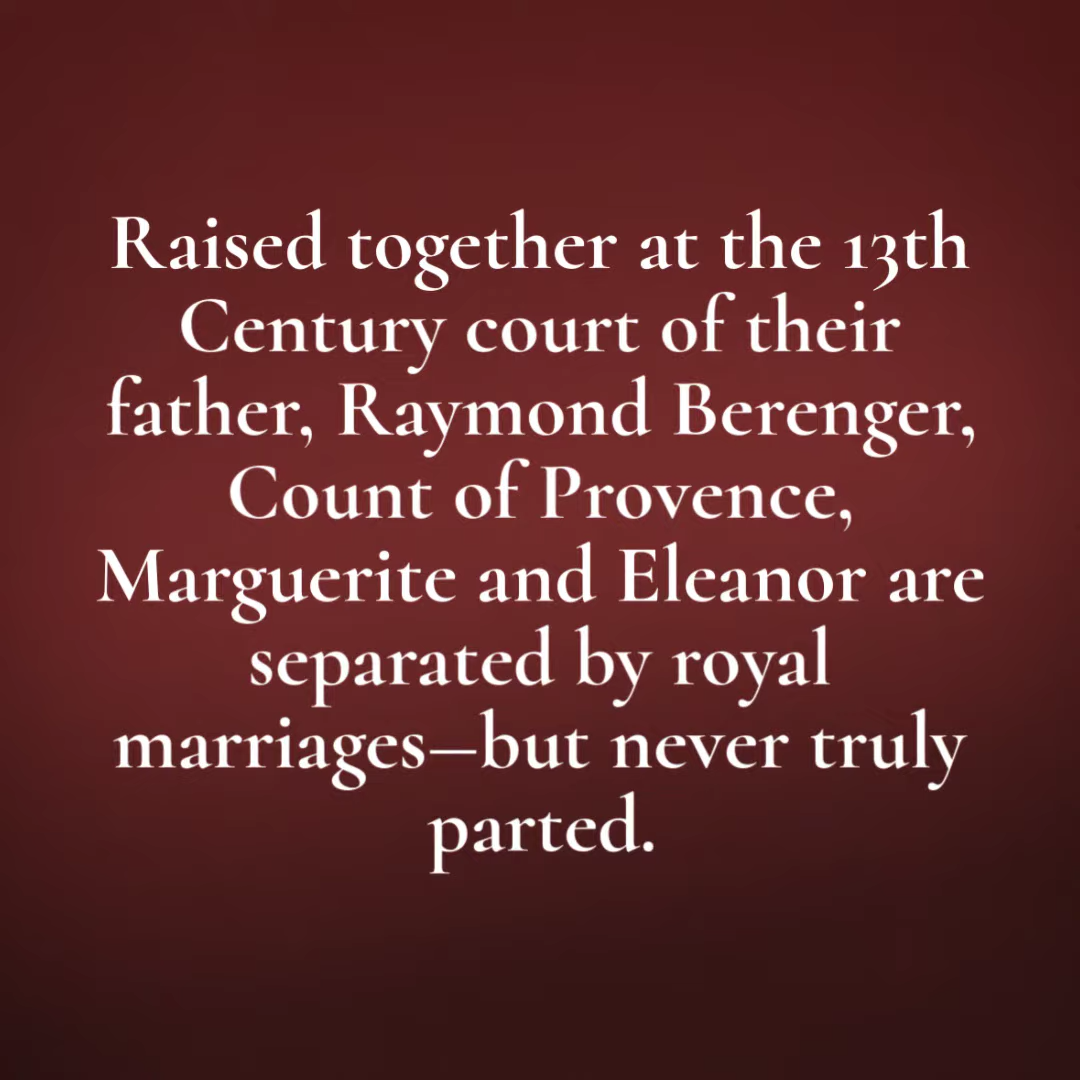 Raised together at the 13th
Century court of their
father, Raymond Berenger,
Count of Provence,
Marguerite and Eleanor are
separated by royal
marriages—but never truly
parted.